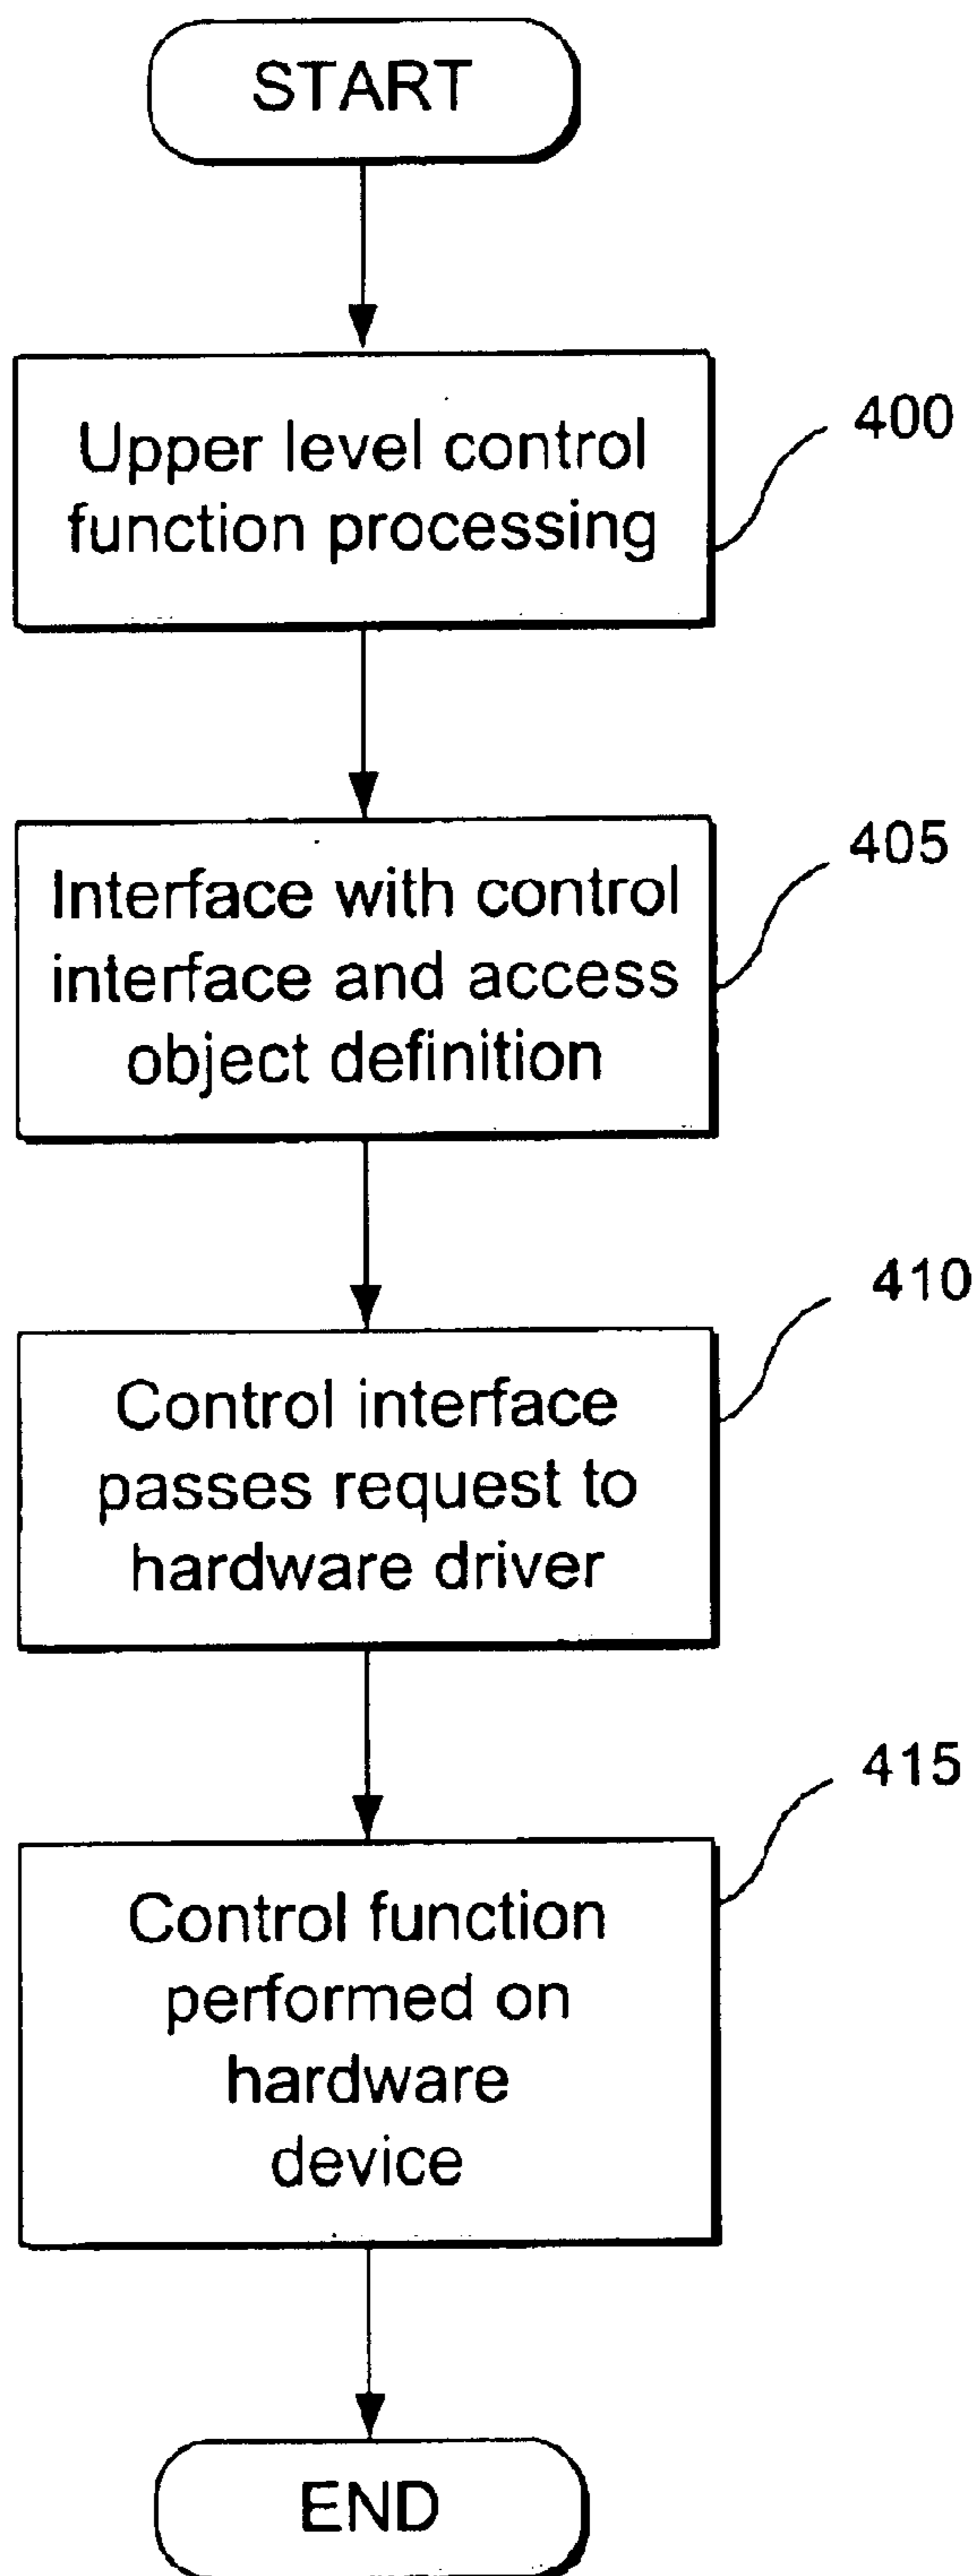 START
Upper level control
function processing
400
Interface with control
interface and access
object definition
405
Control interface
passes request to
hardware driver
410
Control function
performed on
hardware
device
415
END